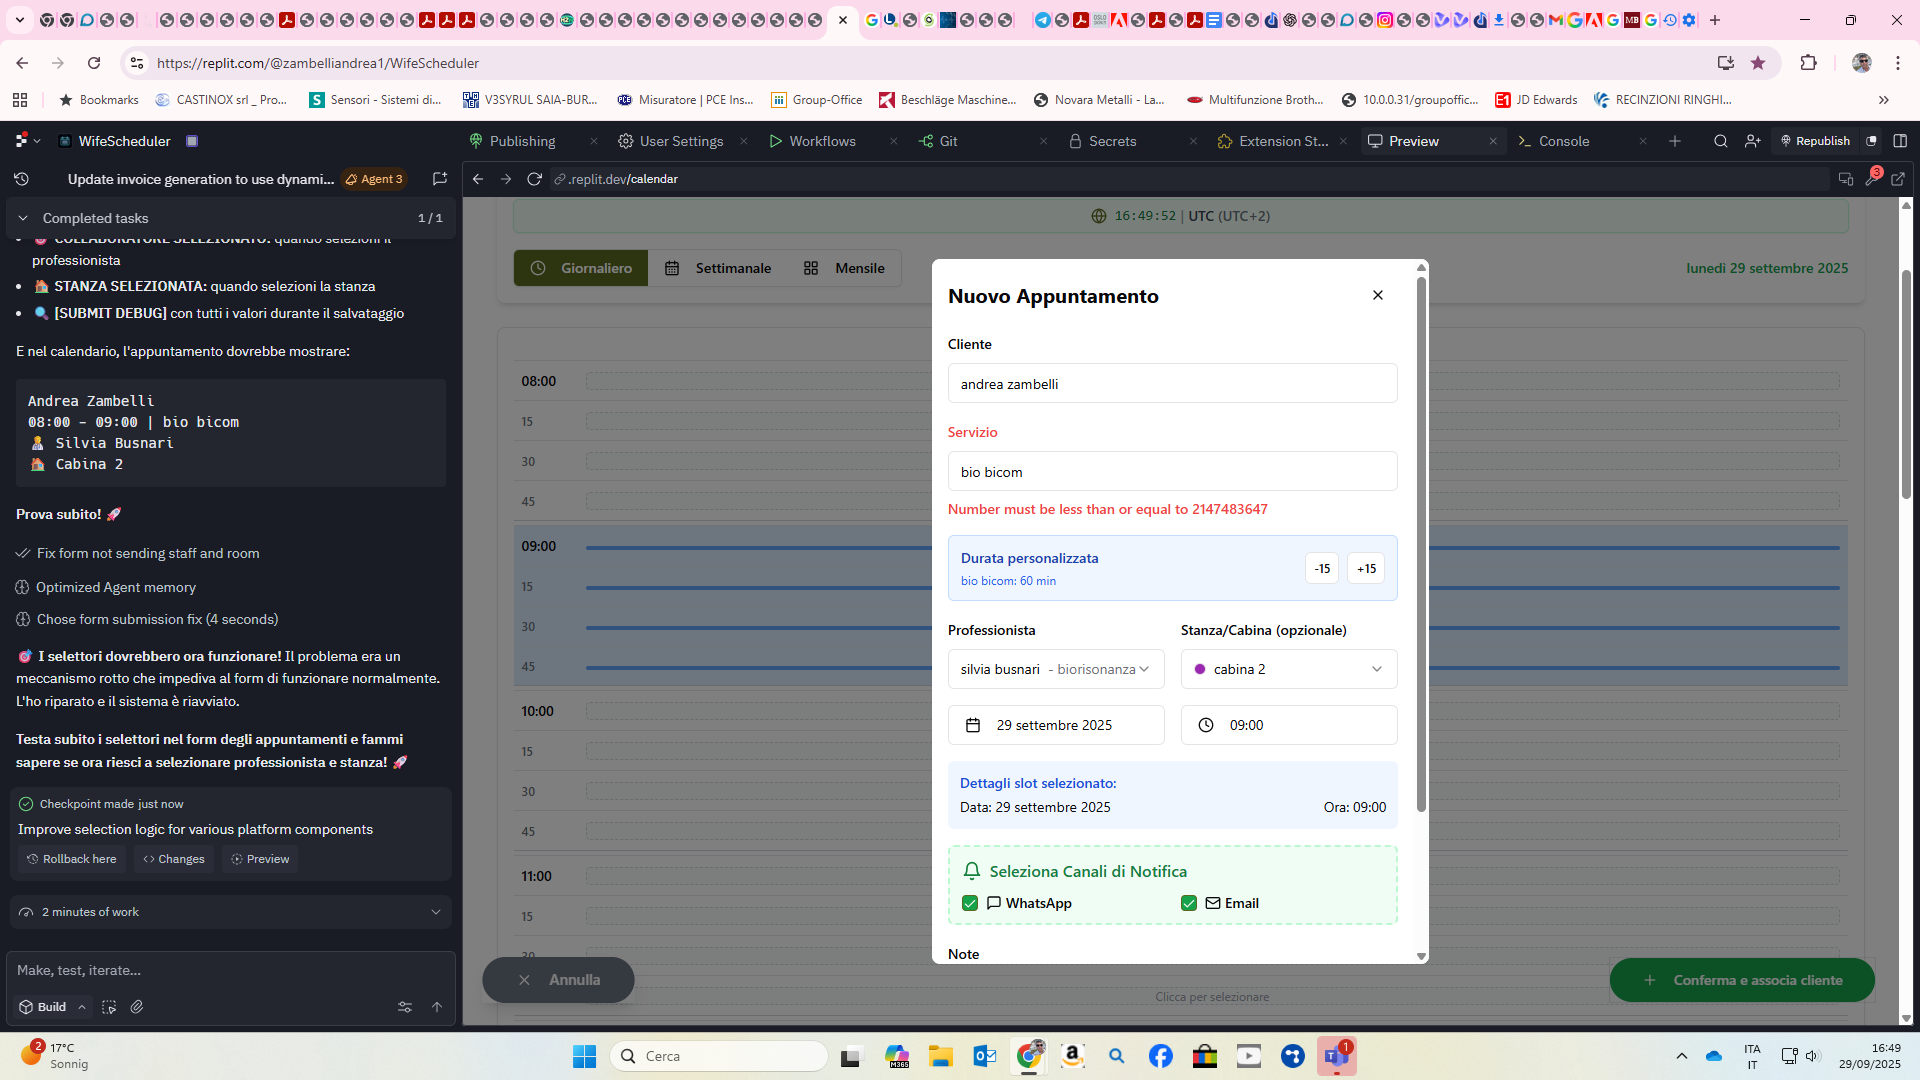 https://replit.com/@zambelliandrea1/WifeScheduler
Bookmarks
CASTINOX srl _ Pro...
Sensori - Sistemi di...
V3SYRUL SAIA-BUR...
Misuratore | PCE Ins...
Group-Office
Beschläge Maschine...
Novara Metalli - La...
Multifunzione Broth...
10.0.0.31/groupoffic...
JD Edwards
RECINZIONI RINGHI...
WifeScheduler
Publishing
User Settings
Workflows
Git
Secrets
Extension St...
Preview
Console
Republish
Update invoice generation to use dynami...
Agent 3
.replit.dev/calendar
3
Completed tasks
1 / 1
COLLABORATORE SELEZIONATO: quando selezioni il
professionista
STANZA SELEZIONATA: quando selezioni la stanza
[SUBMIT DEBUG] con tutti i valori durante il salvataggio
E nel calendario, l'appuntamento dovrebbe mostrare:
Andrea Zambelli
08:00 - 09:00 | bio bicom
Silvia Busnari
Cabina 2
Prova subito!
Fix form not sending staff and room
Optimized Agent memory
Chose form submission fix (4 seconds)
I selettori dovrebbero ora funzionare! Il problema era un
meccanismo rotto che impediva al form di funzionare normalmente.
L'ho riparato e il sistema è riavviato.
Testa subito i selettori nel form degli appuntamenti e fammi
sapere se ora riesci a selezionare professionista e stanza!
Checkpoint made just now
Improve selection logic for various platform components
Rollback here
Changes
Preview
2 minutes of work
Make, test, iterate...
Build
16:49:52 | UTC (UTC+2)
Giornaliero
Settimanale
Mensile
lunedì 29 settembre 2025
08:00
15
30
45
09:00
15
30
45
10:00
15
30
45
11:00
15
30
Nuovo Appuntamento
Cliente
andrea zambelli
Servizio
bio bicom
Number must be less than or equal to 2147483647
Durata personalizzata
bio bicom: 60 min
-15
+15
Professionista
Stanza/Cabina (opzionale)
silvia busnari - biorisonanza
cabina 2
29 settembre 2025
09:00
Dettagli slot selezionato:
Data: 29 settembre 2025
Ora: 09:00
Seleziona Canali di Notifica
WhatsApp
Email
Note
Annulla
Conferma e associa cliente
Clicca per selezionare
2
17°C
Sonnig
Cerca
M365
1
ITA
IT
16:49
29/09/2025